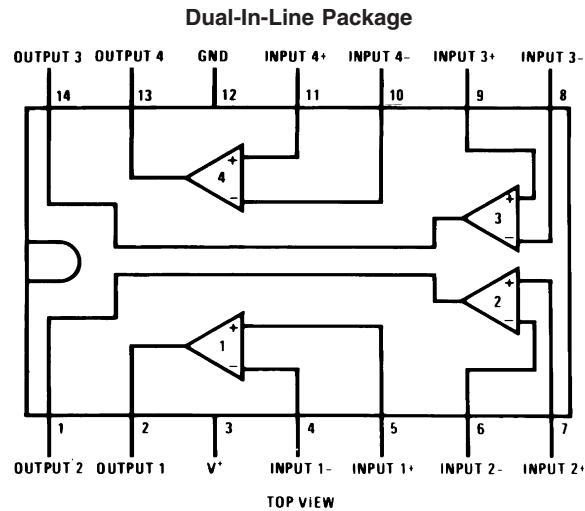 Dual-In-Line Package
OUTPUT 3 OUTPUT 4 GND INPUT 4+ INPUT 4- INPUT 3+ INPUT 3-
14 13 12 11 10 9 8
+
4
-
+
3
-
+
2
-
+
1
-
1 2 3 4 5 6 7
OUTPUT 2 OUTPUT 1 V+ INPUT 1- INPUT 1+ INPUT 2- INPUT 2+
TOP VIEW